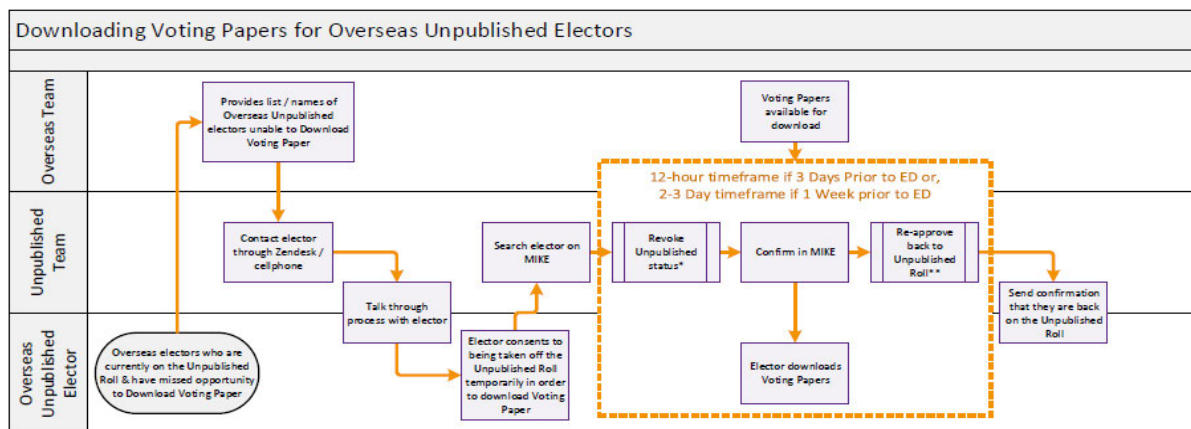 Downloading Voting Papers for Overseas Unpublished Electors
Overseas Team
Provides list / names of
Overseas Unpublished
electors unable to Download
Voting Paper
Voting Papers
available for
download
12-hour timeframe if 3 Days Prior to ED or,
2-3 Day timeframe if 1 Week prior to ED
Unpublished
Team
Contact elector
through Zendesk /
cellphone
Talk through
process with elector
Search elector on
MIKE
Revoke
Unpublished
status*
Confirm in MIKE
Re-approve
back to
Unpublished
Roll**
Send confirmation
that they are back
on the Unpublished
Roll
Overseas
Unpublished
Elector
Overseas electors who are
currently on the Unpublished
Roll & have missed opportunity
to Download Voting Paper
Elector consents to
being taken off the
Unpublished Roll
temporarily in order
to download Voting
Paper
Elector downloads
Voting Papers